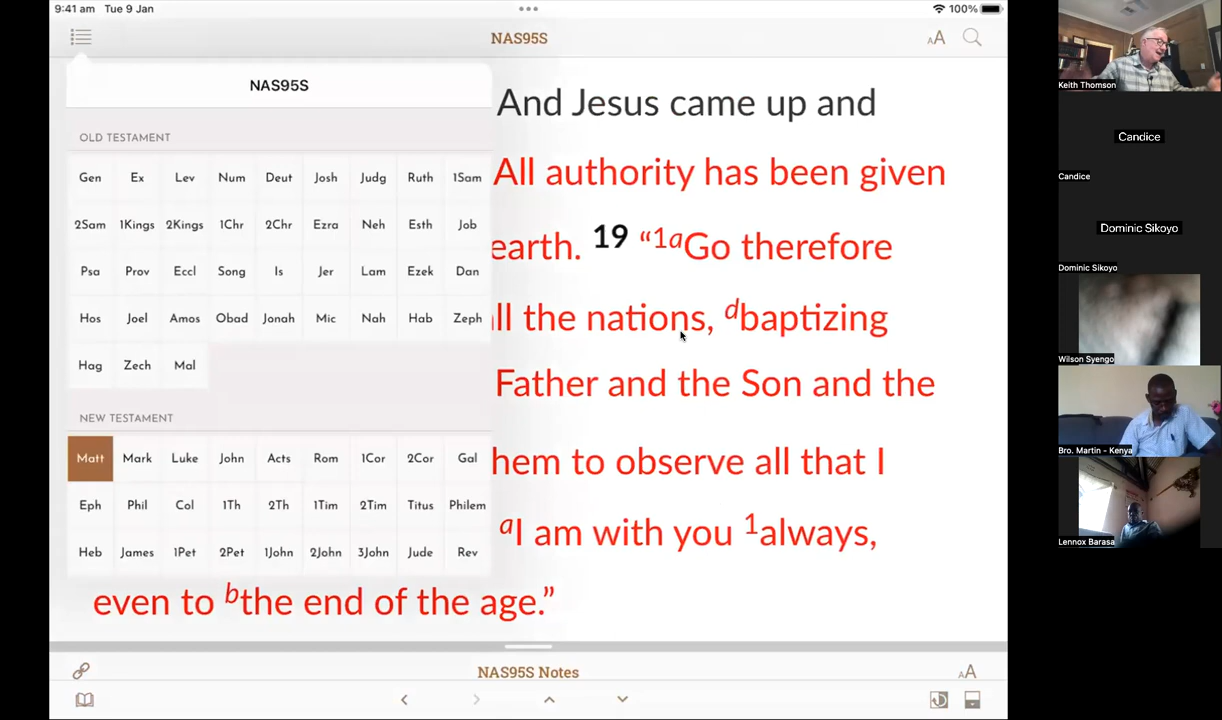 9:41 am Tue 9 Jan
100%
NAS95S
AA
NAS95S
OLD TESTAMENT
Gen Ex Lev Num Deut Josh Judg Ruth 1Sam
2Sam 1Kings 2Kings 1Chr 2Chr Ezra Neh Esth Job
Psa Prov Eccl Song Is Jer Lam Ezek Dan
Hos Joel Amos Obad Jonah Mic Nah Hab Zeph
Hag Zech Mal
NEW TESTAMENT
Matt Mark Luke John Acts Rom 1Cor 2Cor Gal
Eph Phil Col 1Th 2Th 1Tim 2Tim Titus Philem
Heb James 1Pet 2Pet 1John 2John 3John Jude Rev
And Jesus came up and
All authority has been given
earth. 19 “1aGo therefore
ll the nations, dbaptizing
Father and the Son and the
hem to observe all that I
aI am with you 1always,
even to bthe end of the age.”
NAS95S Notes
AA
Keith Thomson
Candice
Candice
Dominic Sikoyo
Dominic Sikoyo
Wilson Syengo
Bro. Martin - Kenya
Lennox Barasa